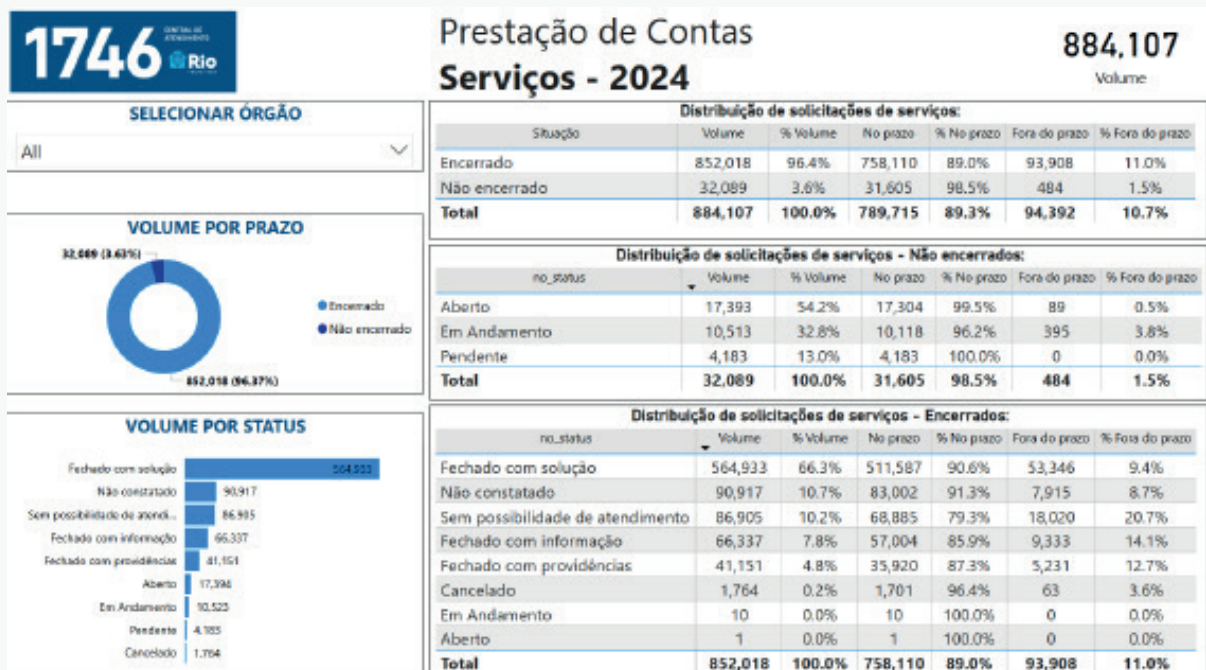 1746 CENTRAL DE ATENDIMENTO Rio
Prestação de Contas
Serviços - 2024
884,107
Volume
SELECIONAR ÓRGÃO
All
VOLUME POR PRAZO
32,089 (3.63%)
Encerrado
Não encerrado
852,018 (96.37%)
VOLUME POR STATUS
Fechado com solução 564,933
Não constatado 90,917
Sem possibilidade de atendi... 86,905
Fechado com informação 66,337
Fechado com providências 41,151
Aberto 17,394
Em Andamento 10,523
Pendente 4,183
Cancelado 1,764
Distribuição de solicitações de serviços:
Situação Volume % Volume No prazo % No prazo Fora do prazo % Fora do prazo
Encerrado 852,018 96.4% 758,110 89.0% 93,908 11.0%
Não encerrado 32,089 3.6% 31,605 98.5% 484 1.5%
Total 884,107 100.0% 789,715 89.3% 94,392 10.7%
Distribuição de solicitações de serviços - Não encerrados:
no_status Volume % Volume No prazo % No prazo Fora do prazo % Fora do prazo
Aberto 17,393 54.2% 17,304 99.5% 89 0.5%
Em Andamento 10,513 32.8% 10,118 96.2% 395 3.8%
Pendente 4,183 13.0% 4,183 100.0% 0 0.0%
Total 32,089 100.0% 31,605 98.5% 484 1.5%
Distribuição de solicitações de serviços - Encerrados:
no_status Volume % Volume No prazo % No prazo Fora do prazo % Fora do prazo
Fechado com solução 564,933 66.3% 511,587 90.6% 53,346 9.4%
Não constatado 90,917 10.7% 83,002 91.3% 7,915 8.7%
Sem possibilidade de atendimento 86,905 10.2% 68,885 79.3% 18,020 20.7%
Fechado com informação 66,337 7.8% 57,004 85.9% 9,333 14.1%
Fechado com providências 41,151 4.8% 35,920 87.3% 5,231 12.7%
Cancelado 1,764 0.2% 1,701 96.4% 63 3.6%
Em Andamento 10 0.0% 10 100.0% 0 0.0%
Aberto 1 0.0% 1 100.0% 0 0.0%
Total 852,018 100.0% 758,110 89.0% 93,908 11.0%